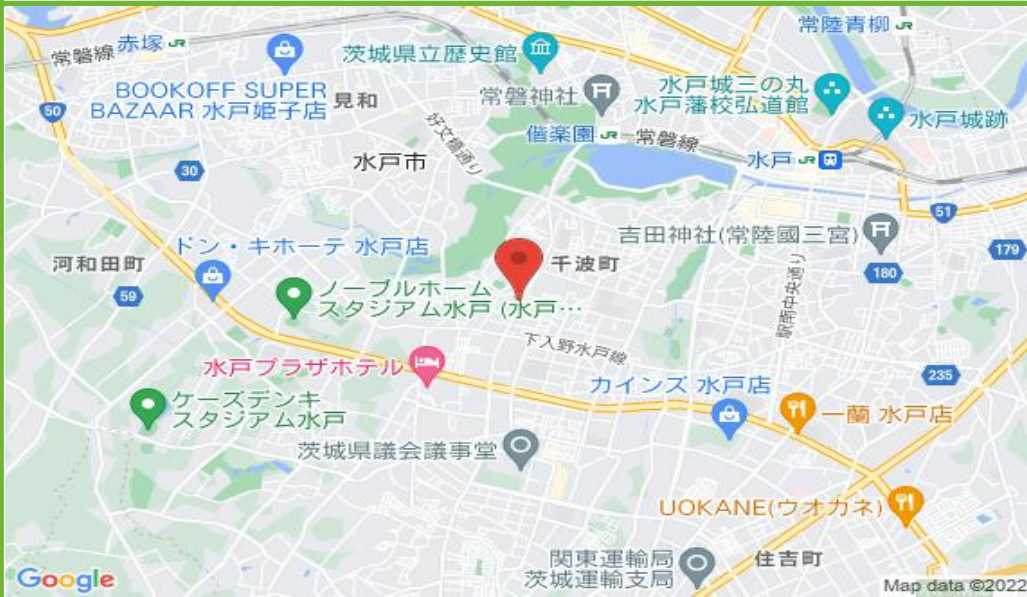 常陸青柳 JR
常磐線 赤塚 JR
茨城県立歴史館
BOOKOFF SUPER
BAZAAR 水戸姫子店
見和
常磐神社
水戸城三の丸
水戸藩校弘道館
水戸城跡
50
好文橋通り
偕楽園 JR 常磐線
水戸 JR
水戸市
30
51
吉田神社(常陸國三宮)
179
ドン・キホーテ 水戸店
河和田町
千波町
180
59
ノーブルホーム
スタジアム水戸 (水戸…
駅南中央通り
下入野水戸線
水戸プラザホテル
235
カインズ 水戸店
ケーズデンキ
スタジアム水戸
一蘭 水戸店
茨城県議会議事堂
UOKANE(ウオカネ)
関東運輸局
茨城運輸支局
住吉町
Google
Map data ©2022